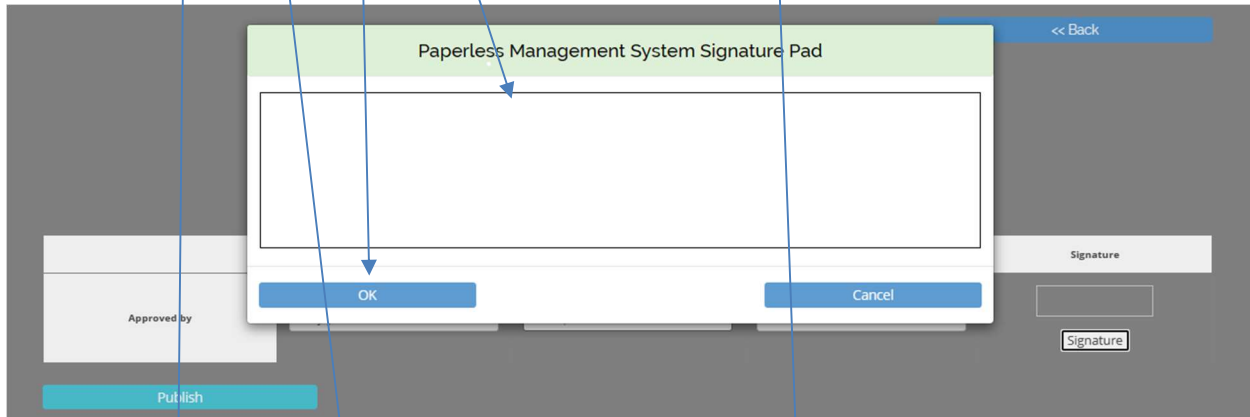 << Back
Paperless Management System Signature Pad
Signature
OK
Cancel
Approved by
Signature
Publish